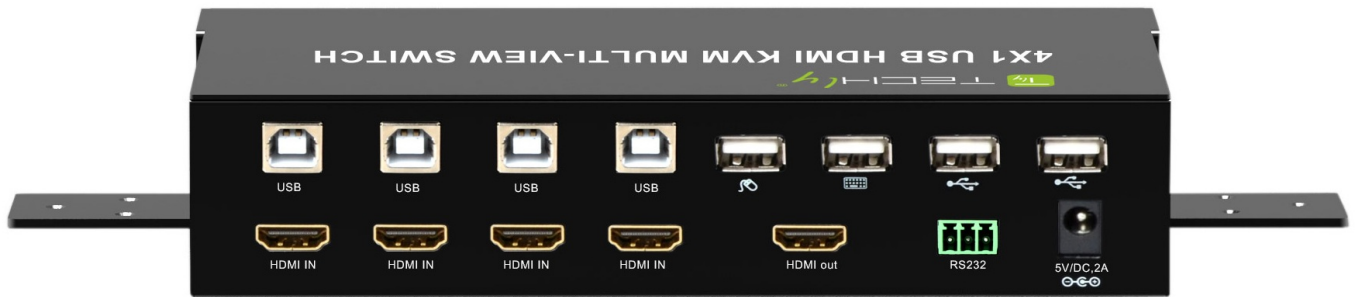 4X1 USB HDMI KVM MULTI-VIEW SWITCH
TECHly®
USB USB USB USB
HDMI IN HDMI IN HDMI IN HDMI IN HDMI out RS232 5V/DC,2A